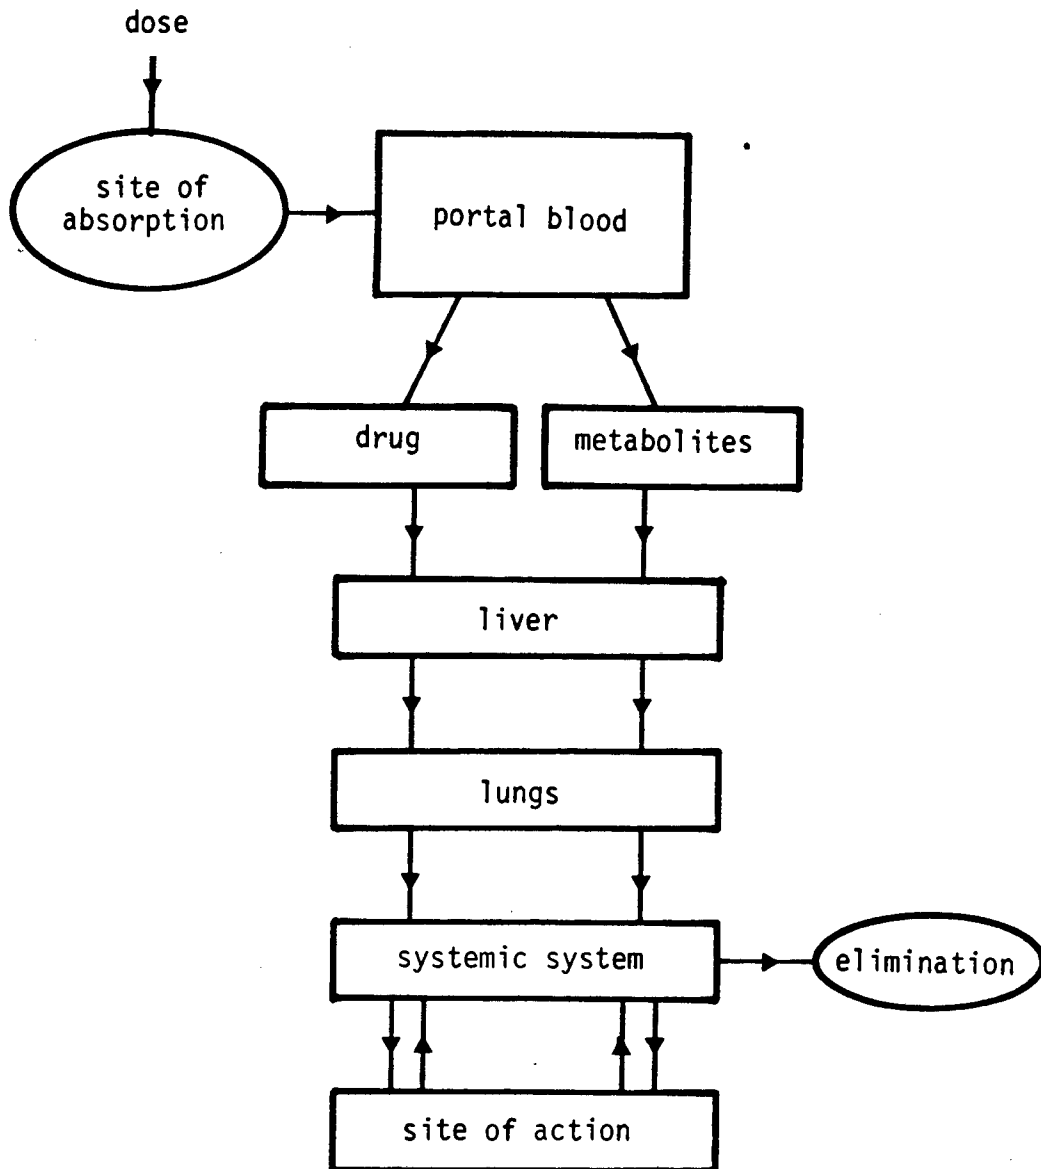 dose
site of
absorption
portal blood
drug
metabolites
liver
lungs
systemic system
elimination
site of action